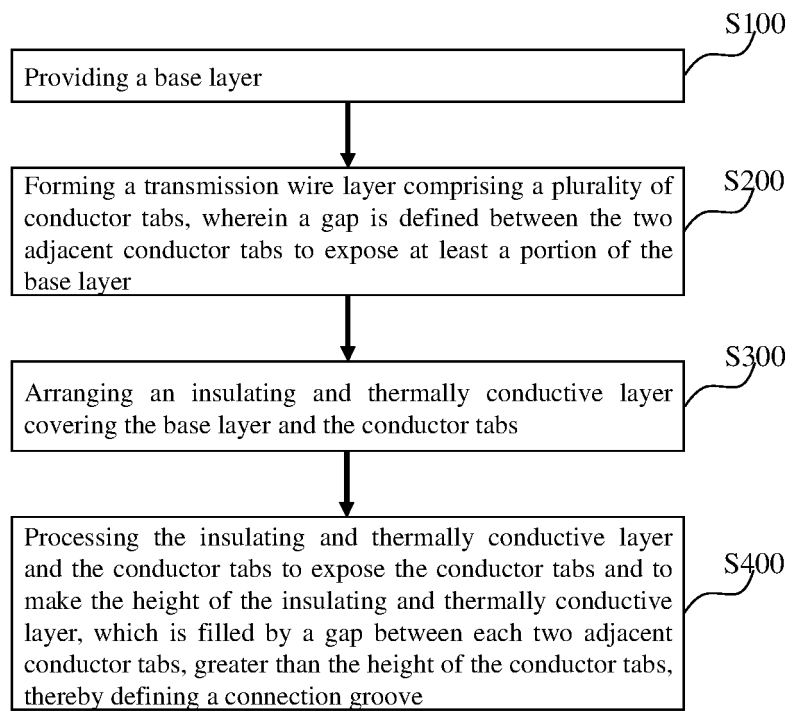 S100
Providing a base layer
S200
Forming a transmission wire layer comprising a plurality of
conductor tabs, wherein a gap is defined between the two
adjacent conductor tabs to expose at least a portion of the
base layer
S300
Arranging an insulating and thermally conductive layer
covering the base layer and the conductor tabs
S400
Processing the insulating and thermally conductive layer
and the conductor tabs to expose the conductor tabs and to
make the height of the insulating and thermally conductive
layer, which is filled by a gap between each two adjacent
conductor tabs, greater than the height of the conductor tabs,
thereby defining a connection groove